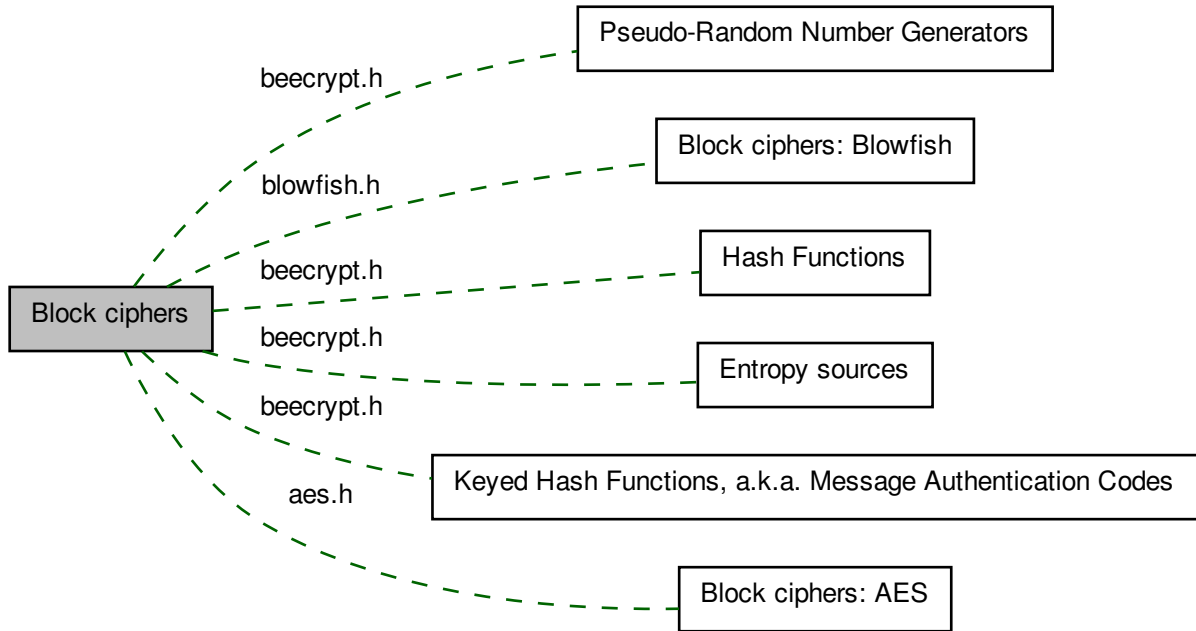 Pseudo-Random Number Generators
beecrypt.h
Block ciphers: Blowfish
blowfish.h
Hash Functions
beecrypt.h
Block ciphers
beecrypt.h
Entropy sources
beecrypt.h
Keyed Hash Functions, a.k.a. Message Authentication Codes
aes.h
Block ciphers: AES